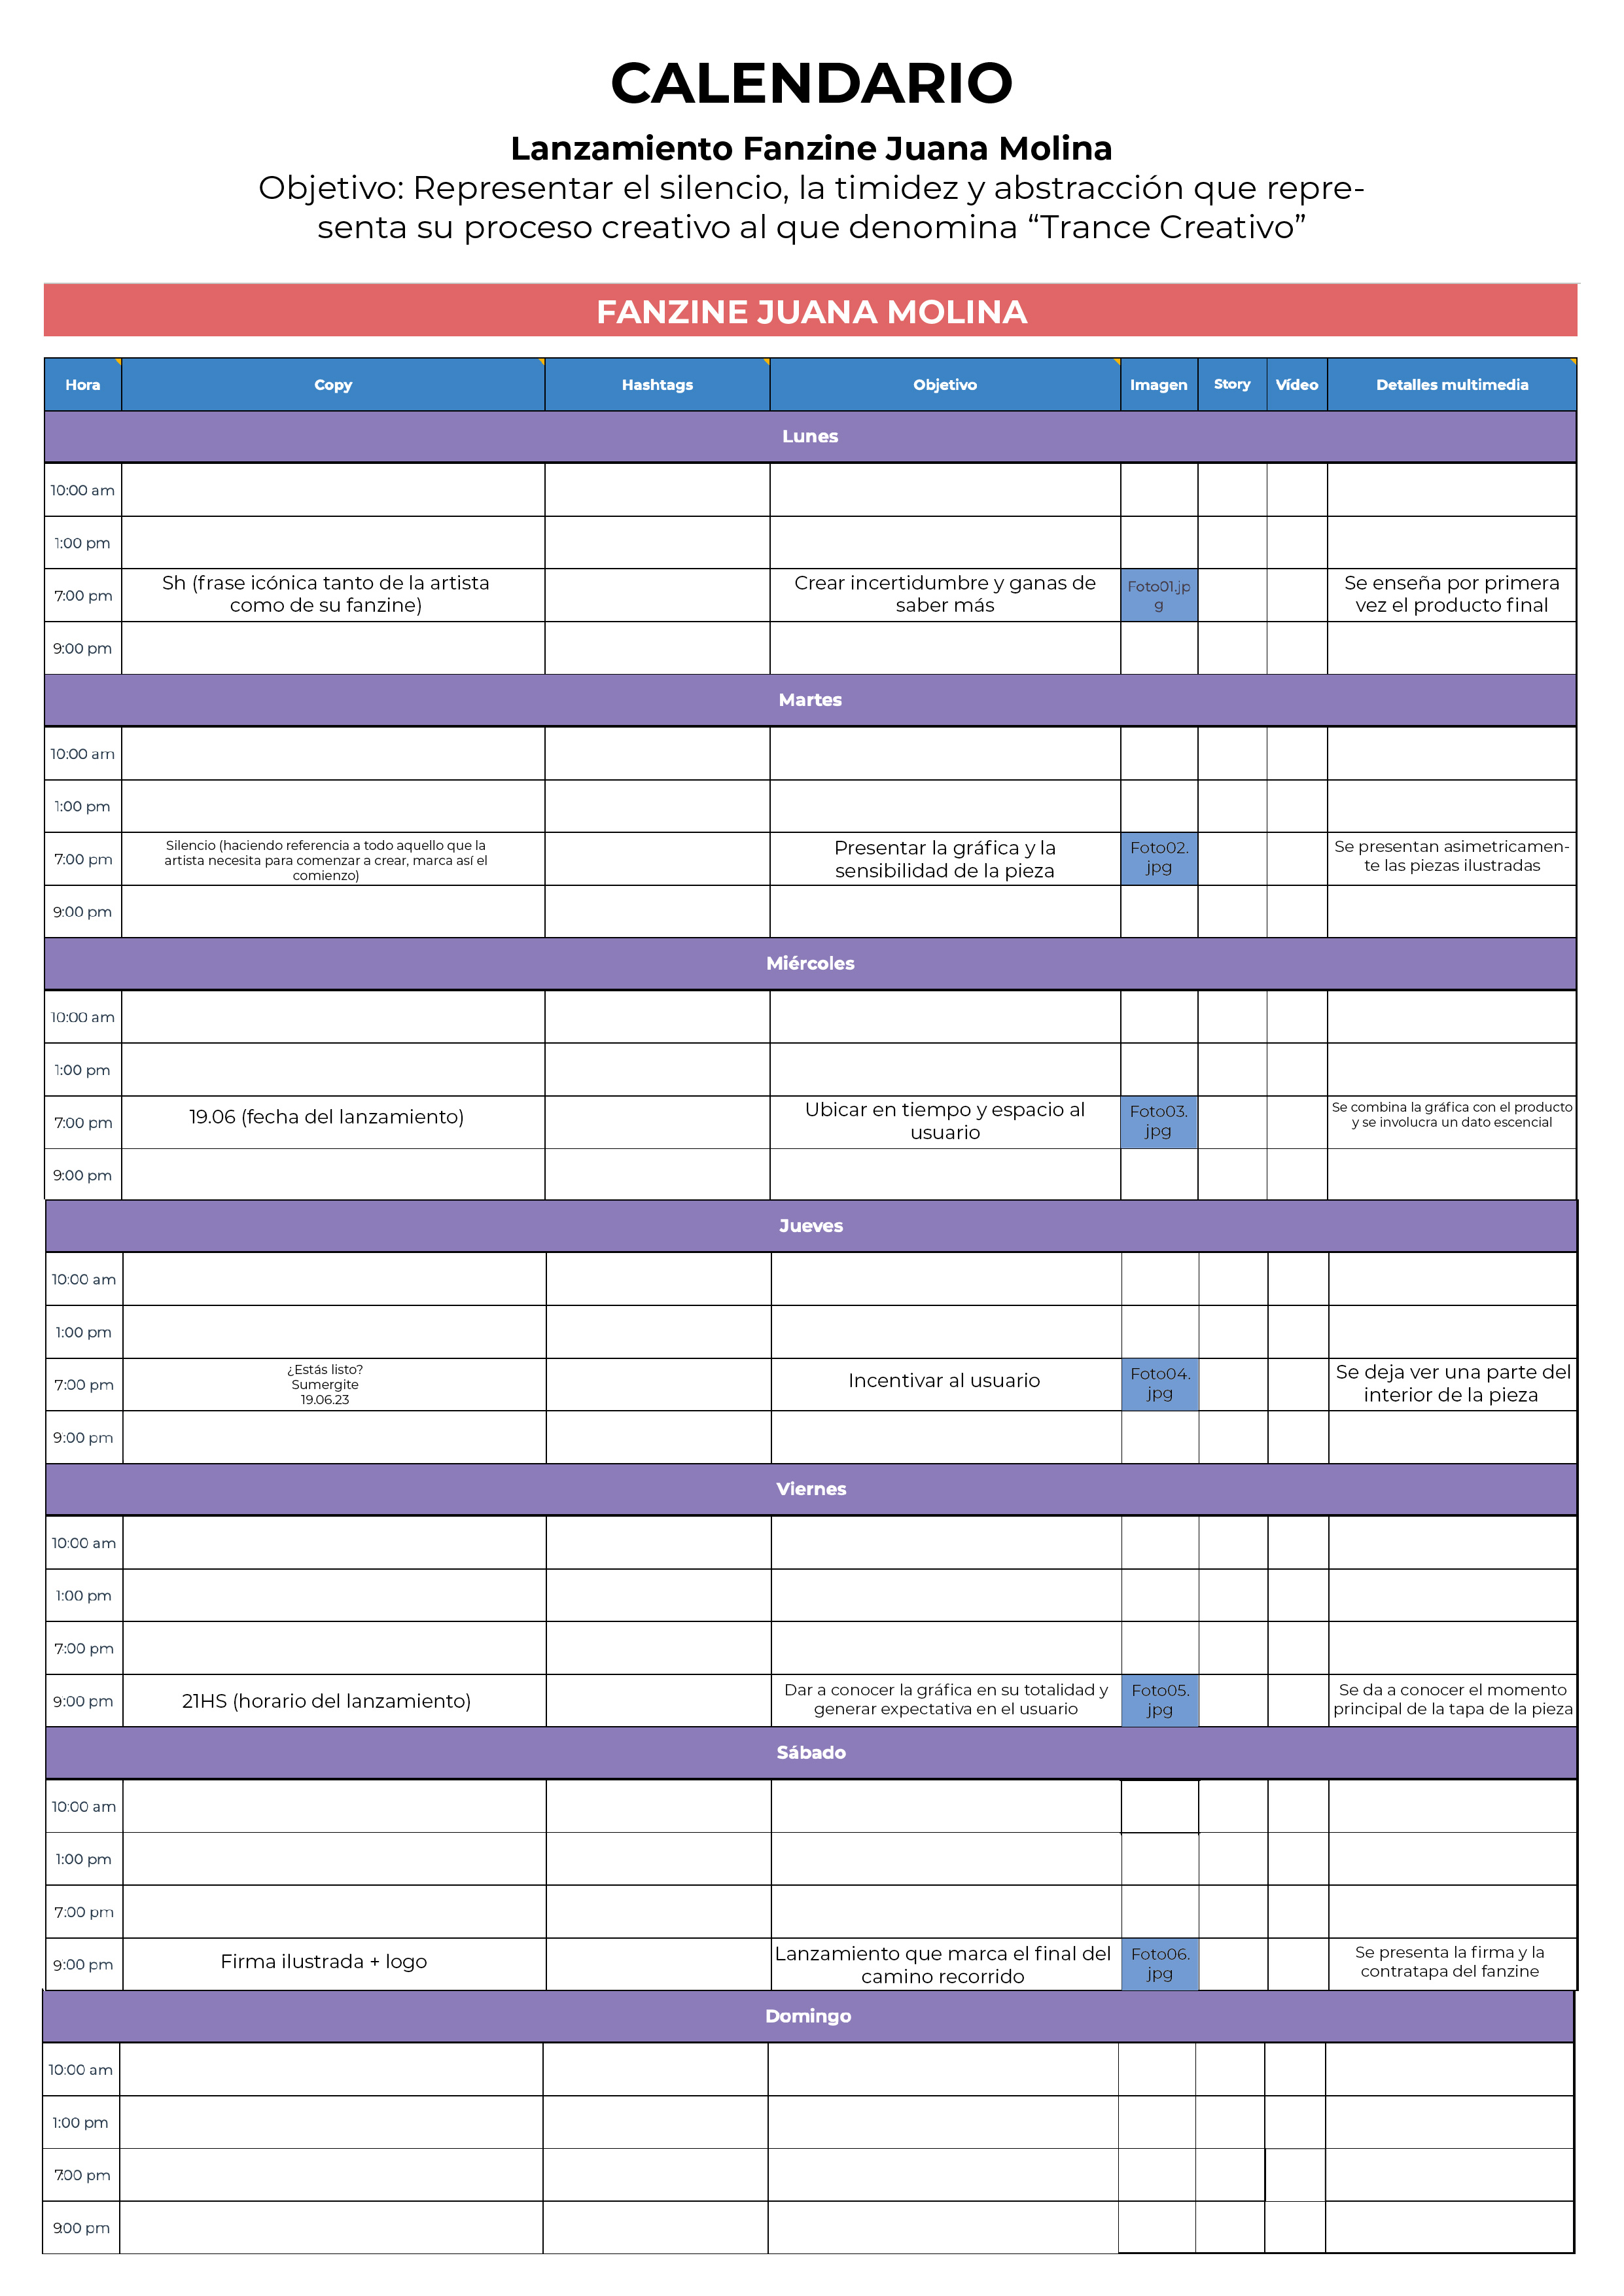 CALENDARIO
Lanzamiento Fanzine Juana Molina
Objetivo: Representar el silencio, la timidez y abstracción que repre-
senta su proceso creativo al que denomina “Trance Creativo”
FANZINE JUANA MOLINA
Hora Copy Hashtags Objetivo Imagen Story Vídeo Detalles multimedia
Lunes
10:00 am
1:00 pm
7:00 pm
Sh (frase icónica tanto de la artista
como de su fanzine)
Crear incertidumbre y ganas de
saber más
Foto01.jp
g
Se enseña por primera
vez el producto final
9:00 pm
Martes
10:00 am
1:00 pm
7:00 pm
Silencio (haciendo referencia a todo aquello que la
artista necesita para comenzar a crear, marca así el
comienzo)
Presentar la gráfica y la
sensibilidad de la pieza
Foto02.
jpg
Se presentan asimetricamen-
te las piezas ilustradas
9:00 pm
Miércoles
10:00 am
1:00 pm
7:00 pm
19.06 (fecha del lanzamiento)
Ubicar en tiempo y espacio al
usuario
Foto03.
jpg
Se combina la gráfica con el producto
y se involucra un dato escencial
9:00 pm
Jueves
10:00 am
1:00 pm
7:00 pm
¿Estás listo?
Sumergite
19.06.23
Incentivar al usuario
Foto04.
jpg
Se deja ver una parte del
interior de la pieza
9:00 pm
Viernes
10:00 am
1:00 pm
7:00 pm
9:00 pm
21HS (horario del lanzamiento)
Dar a conocer la gráfica en su totalidad y
generar expectativa en el usuario
Foto05.
jpg
Se da a conocer el momento
principal de la tapa de la pieza
Sábado
10:00 am
1:00 pm
7:00 pm
9:00 pm
Firma ilustrada + logo
Lanzamiento que marca el final del
camino recorrido
Foto06.
jpg
Se presenta la firma y la
contratapa del fanzine
Domingo
10:00 am
1:00 pm
7:00 pm
9:00 pm